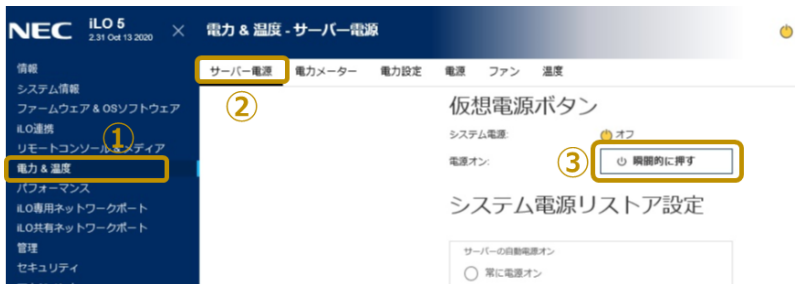 NEC iLO 5
2.31 Oct 13 2020
電力 & 温度 - サーバー電源
情報
システム情報
ファームウェア & OSソフトウェア
iLO連携
リモートコンソール&メディア
①
電力 & 温度
パフォーマンス
iLO専用ネットワークポート
iLO共有ネットワークポート
管理
セキュリティ
サーバー電源 電力メーター 電力設定 電源 ファン 温度
②
仮想電源ボタン
システム電源: オフ
電源オン: ③ 瞬間的に押す
システム電源リストア設定
サーバーの自動電源オン
常に電源オン